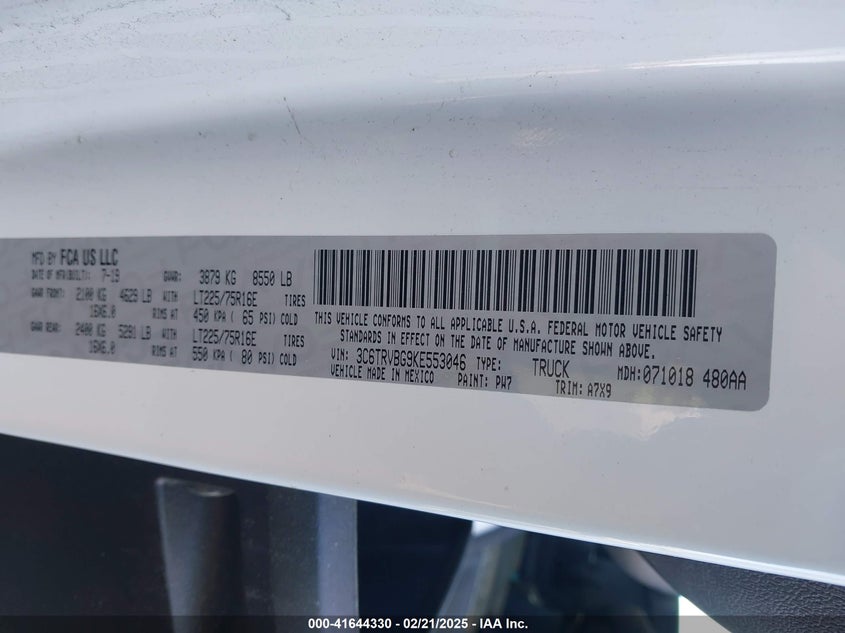 MFD BY FCA US LLC
DATE OF MFR(BUILT): 7-19 GVWR: 3879 KG 8550 LB
GAWR FRONT: 2100 KG 4629 LB WITH LT225/75R16E TIRES
16X6.0 RIMS AT 450 KPA ( 65 PSI) COLD
GAWR REAR: 2400 KG 5291 LB WITH LT225/75R16E TIRES
16X6.0 RIMS AT 550 KPA ( 80 PSI) COLD
THIS VEHICLE CONFORMS TO ALL APPLICABLE U.S.A. FEDERAL MOTOR VEHICLE SAFETY
STANDARDS IN EFFECT ON THE DATE OF MANUFACTURE SHOWN ABOVE.
VIN: 3C6TRVBG9KE553046 TYPE: TRUCK MDH:071018 480AA
VEHICLE MADE IN MEXICO PAINT: PW7 TRIM: A7X9
000-41644330 - 02/21/2025 - IAA Inc.